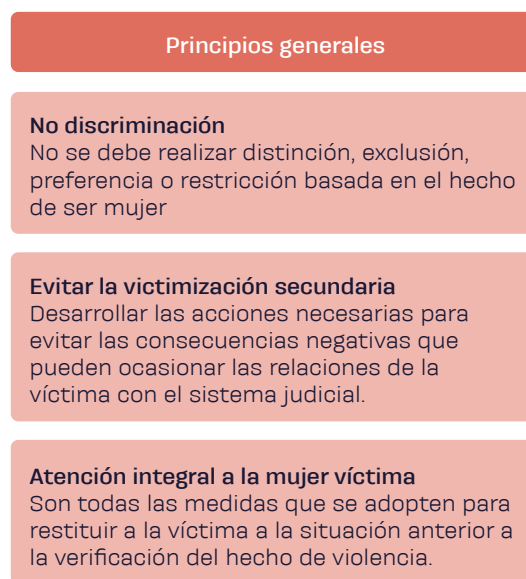 Principios generales
No discriminación
No se debe realizar distinción, exclusión,
preferencia o restricción basada en el hecho
de ser mujer
Evitar la victimización secundaria
Desarrollar las acciones necesarias para
evitar las consecuencias negativas que
pueden ocasionar las relaciones de la
víctima con el sistema judicial.
Atención integral a la mujer víctima
Son todas las medidas que se adopten para
restituir a la víctima a la situación anterior a
la verificación del hecho de violencia.